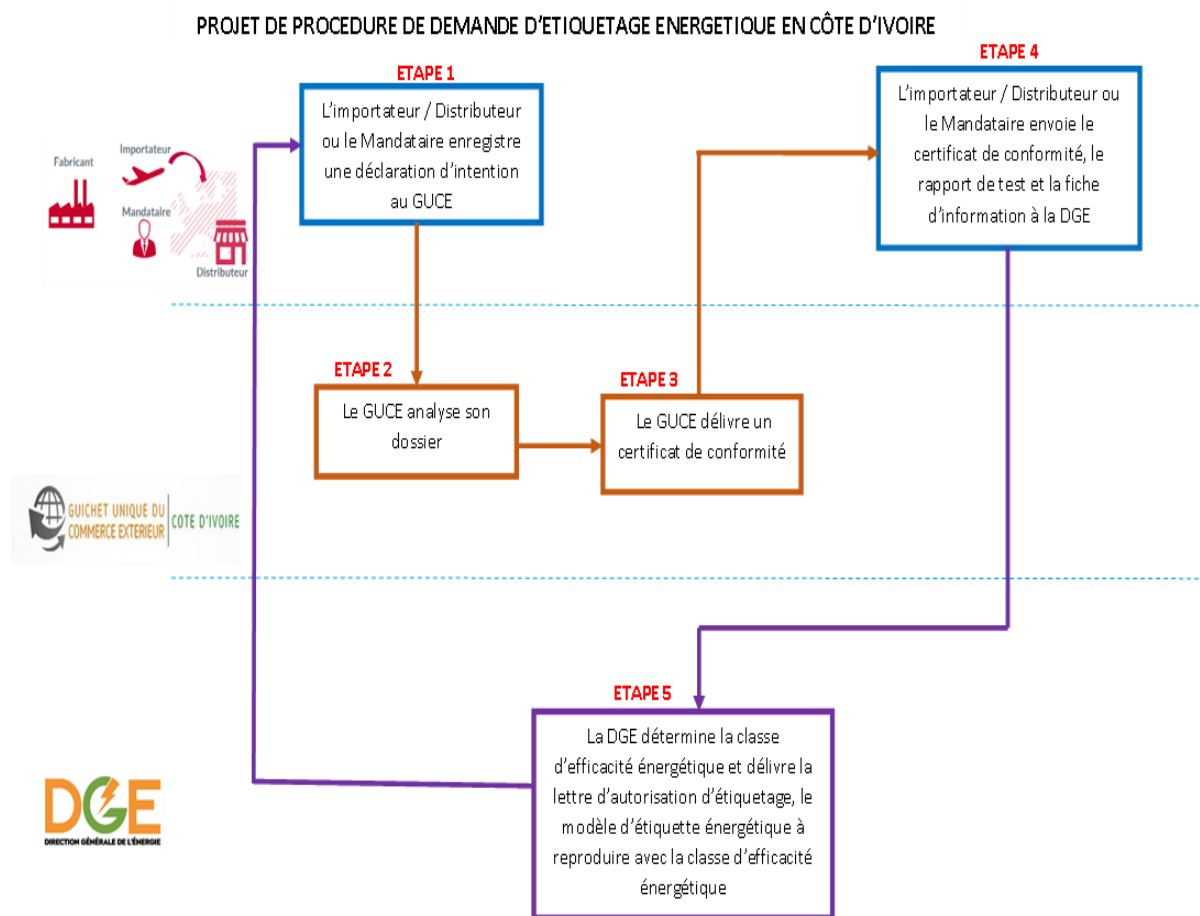 PROJET DE PROCEDURE DE DEMANDE D'ETIQUETAGE ENERGETIQUE EN CÔTE D'IVOIRE
ETAPE 1
L'importateur / Distributeur
ou le Mandataire enregistre
une déclaration d'intention
au GUCE
ETAPE 4
L'importateur / Distributeur ou
le Mandataire envoie le
certificat de conformité, le
rapport de test et la fiche
d'information à la DGE
Fabricant
Importateur
Mandataire
Distributeur
ETAPE 2
Le GUCE analyse son
dossier
ETAPE 3
Le GUCE délivre un
certificat de conformité
GUICHET UNIQUE DU
COMMERCE EXTERIEUR
COTE D'IVOIRE
ETAPE 5
La DGE détermine la classe
d'efficacité énergétique et délivre la
lettre d'autorisation d'étiquetage, le
modèle d'étiquette énergétique à
reproduire avec la classe d'efficacité
énergétique
DGE
DIRECTION GÉNÉRALE DE L'ÉNERGIE